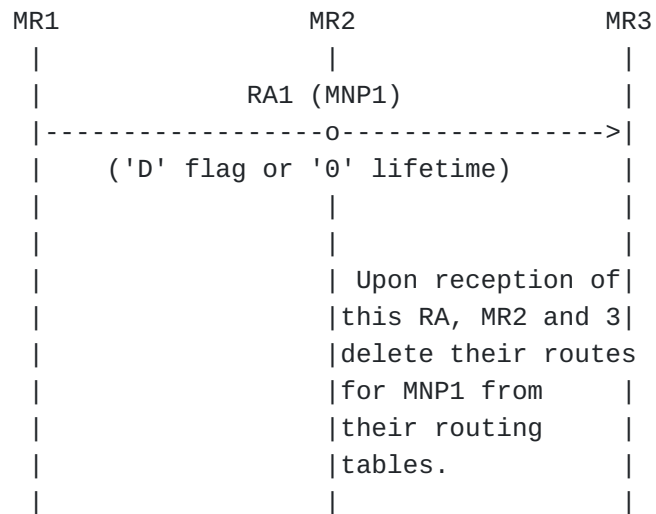 MR1 MR2 MR3
| | |
| RA1 (MNP1) |
|------------------o----------------->|
| ('D' flag or '0' lifetime) |
| | |
| | |
| | Upon reception of|
| |this RA, MR2 and 3|
| |delete their routes
| |for MNP1 from |
| |their routing |
| |tables. |
| | |